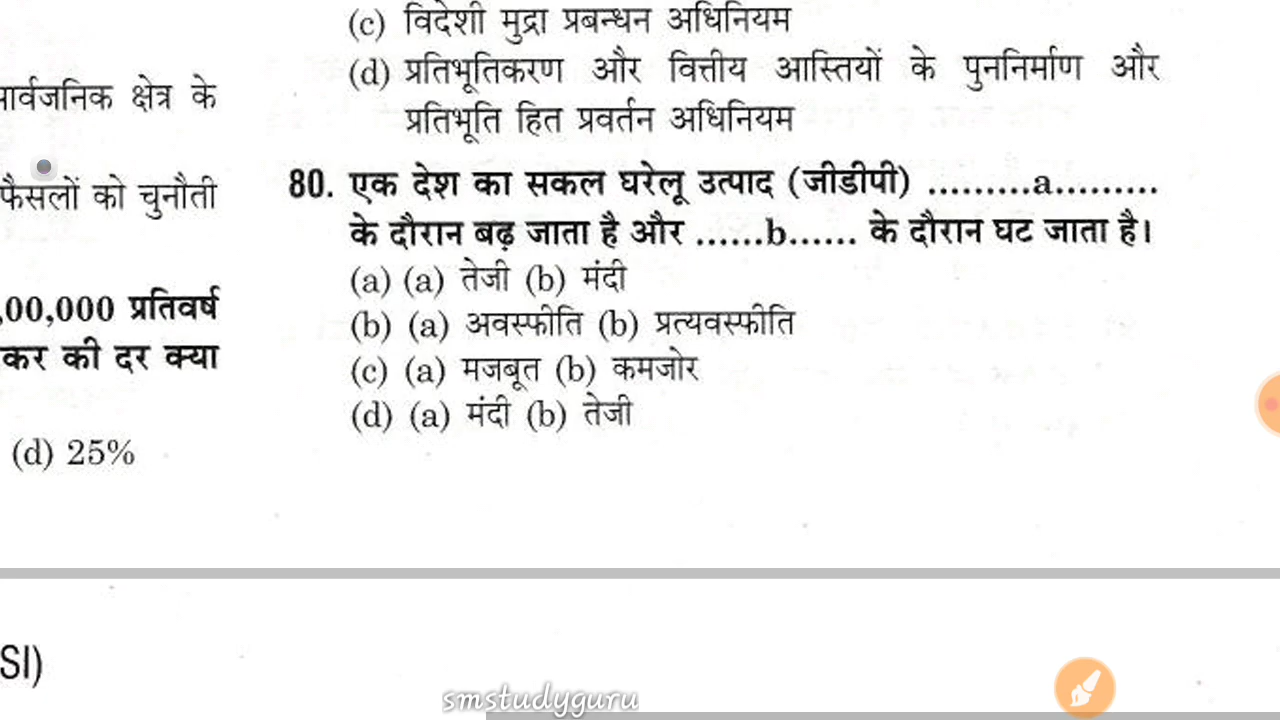 ार्वजनिक क्षेत्र के
फैसलों को चुनौती
,00,000 प्रतिवर्ष
कर की दर क्या
(d) 25%
(c) विदेशी मुद्रा प्रबन्धन अधिनियम
(d) प्रतिभूतिकरण और वित्तीय आस्तियों के पुननिर्माण और
प्रतिभूति हित प्रवर्तन अधिनियम
80. एक देश का सकल घरेलू उत्पाद (जीडीपी) .........a.........
के दौरान बढ़ जाता है और ......b...... के दौरान घट जाता है।
(a) (a) तेजी (b) मंदी
(b) (a) अवस्फीति (b) प्रत्यवस्फीति
(c) (a) मजबूत (b) कमजोर
(d) (a) मंदी (b) तेजी
SI)
smstudyguru